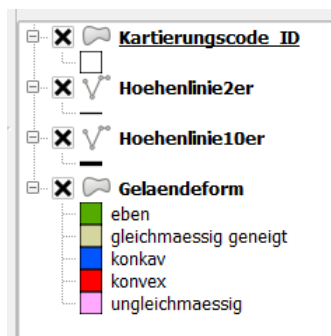 Kartierungscode_ID
Hoehenlinie2er
Hoehenlinie10er
Gelaendeform
eben
gleichmaessig geneigt
konkav
konvex
ungleichmaessig